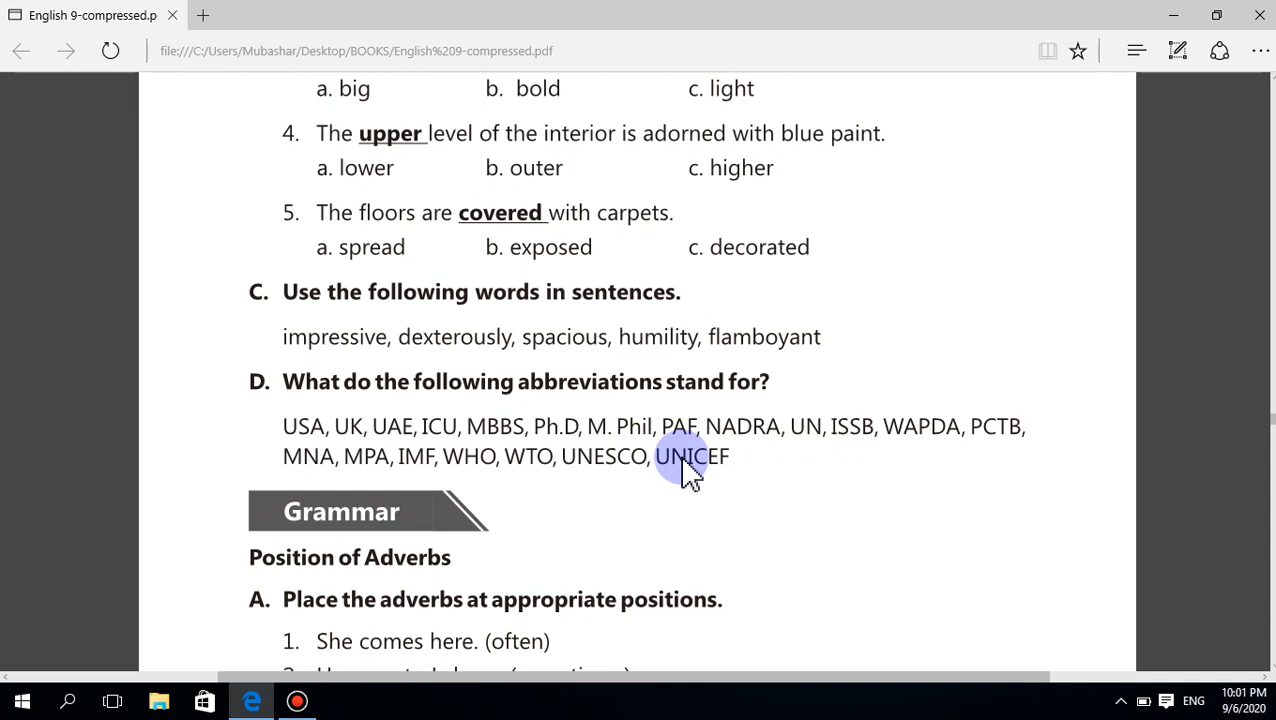 English 9-compressed.p
file:///C:/Users/Mubashar/Desktop/BOOKS/English%209-compressed.pdf
a. big b. bold c. light
4. The upper level of the interior is adorned with blue paint.
a. lower b. outer c. higher
5. The floors are covered with carpets.
a. spread b. exposed c. decorated
C. Use the following words in sentences.
impressive, dexterously, spacious, humility, flamboyant
D. What do the following abbreviations stand for?
USA, UK, UAE, ICU, MBBS, Ph.D, M. Phil, PAF, NADRA, UN, ISSB, WAPDA, PCTB,
MNA, MPA, IMF, WHO, WTO, UNESCO, UNICEF
Grammar
Position of Adverbs
A. Place the adverbs at appropriate positions.
1. She comes here. (often)
ENG
10:01 PM
9/6/2020